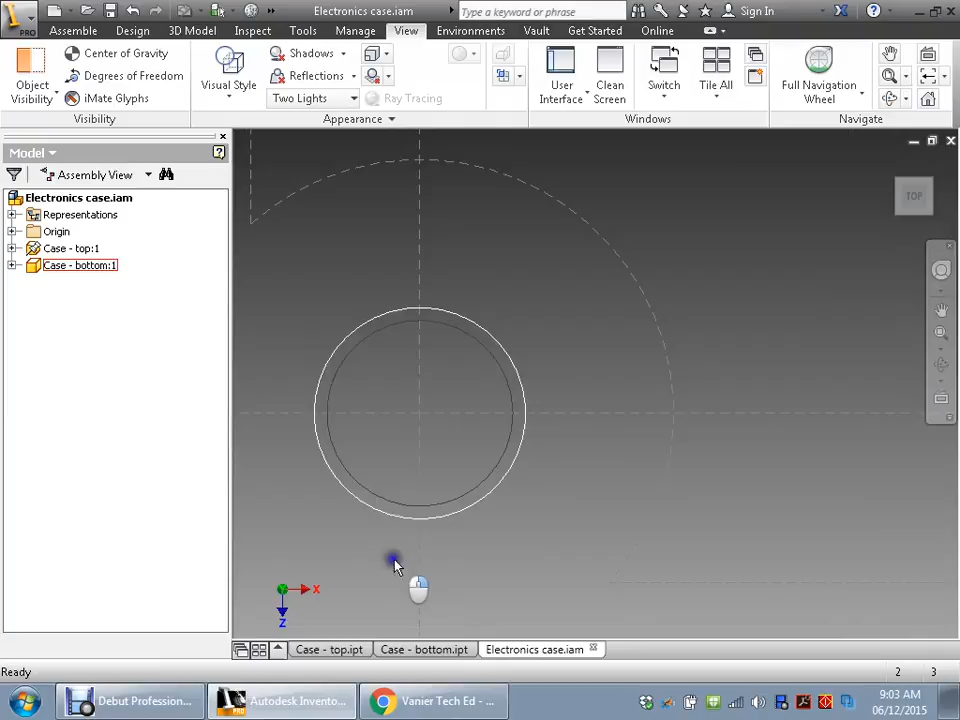 Electronics case.iam
Type a keyword or phrase
Sign In
PRO
Assemble
Design
3D Model
Inspect
Tools
Manage
View
Environments
Vault
Get Started
Online
Object
Visibility
Center of Gravity
Degrees of Freedom
iMate Glyphs
Visual Style
Shadows
Reflections
Two Lights
Ray Tracing
User
Interface
Clean
Screen
Switch
Tile All
Full Navigation
Wheel
Visibility
Appearance
Windows
Navigate
Model
Assembly View
Electronics case.iam
Representations
Origin
Case - top:1
Case - bottom:1
TOP
X
Z
Case - top.ipt
Case - bottom.ipt
Electronics case.iam
Ready
2
3
Debut Profession...
Autodesk Invento...
Vanier Tech Ed - ...
9:03 AM
06/12/2015